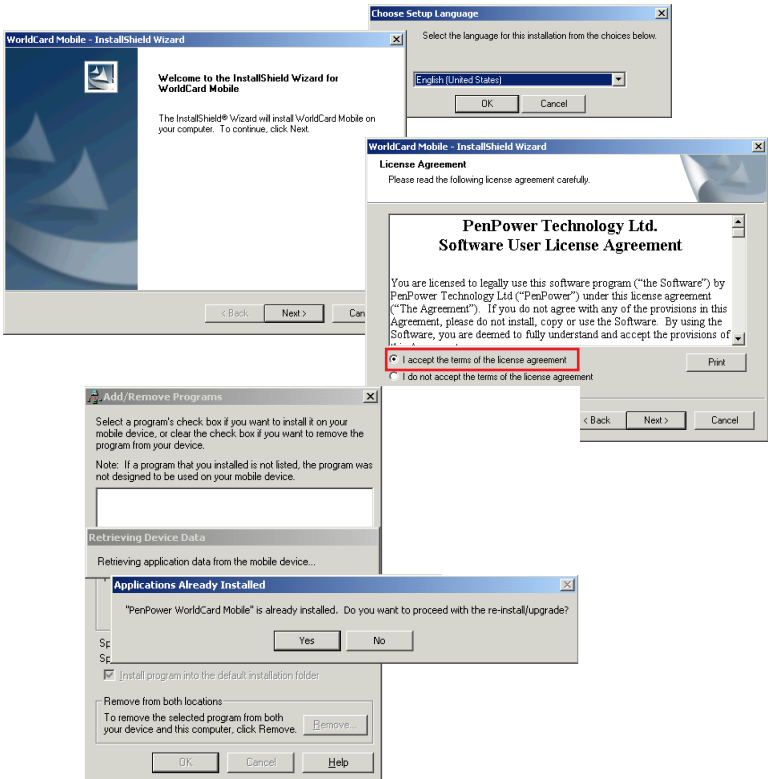 Choose Setup Language
Select the language for this installation from the choices below.
English (United States)
OK
Cancel
WorldCard Mobile - InstallShield Wizard
Welcome to the InstallShield Wizard for
WorldCard Mobile
The InstallShield® Wizard will install WorldCard Mobile on
your computer. To continue, click Next.
< Back
Next >
Can
WorldCard Mobile - InstallShield Wizard
License Agreement
Please read the following license agreement carefully.
PenPower Technology Ltd.
Software User License Agreement
You are licensed to legally use this software program (“the Software”) by
PenPower Technology Ltd (“PenPower”) under this license agreement
(“The Agreement”). If you do not agree with any of the provisions in this
Agreement, please do not install, copy or use the Software. By using the
Software, you are deemed to fully understand and accept the provisions of
I accept the terms of the license agreement
Print
I do not accept the terms of the license agreement
< Back
Next >
Cancel
Add/Remove Programs
Select a program's check box if you want to install it on your
mobile device, or clear the check box if you want to remove the
program from your device.
Note: If a program that you installed is not listed, the program was
not designed to be used on your mobile device.
Retrieving Device Data
Retrieving application data from the mobile device...
Applications Already Installed
"PenPower WorldCard Mobile" is already installed. Do you want to proceed with the re-install/upgrade?
Yes
No
Sp
Sp
Install program into the default installation folder
Remove from both locations
To remove the selected program from both
your device and this computer, click Remove.
Remove...
OK
Cancel
Help